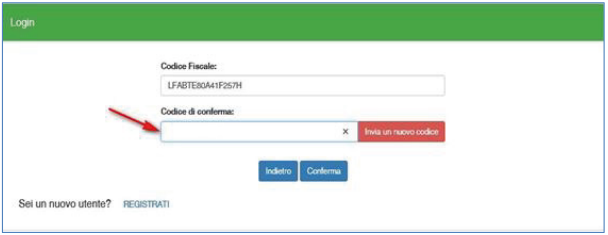 Login
Codice Fiscale:
LFABTE80A41F257H
Codice di conferma:
× Invia un nuovo codice
Indietro Conferma
Sei un nuovo utente? REGISTRATI